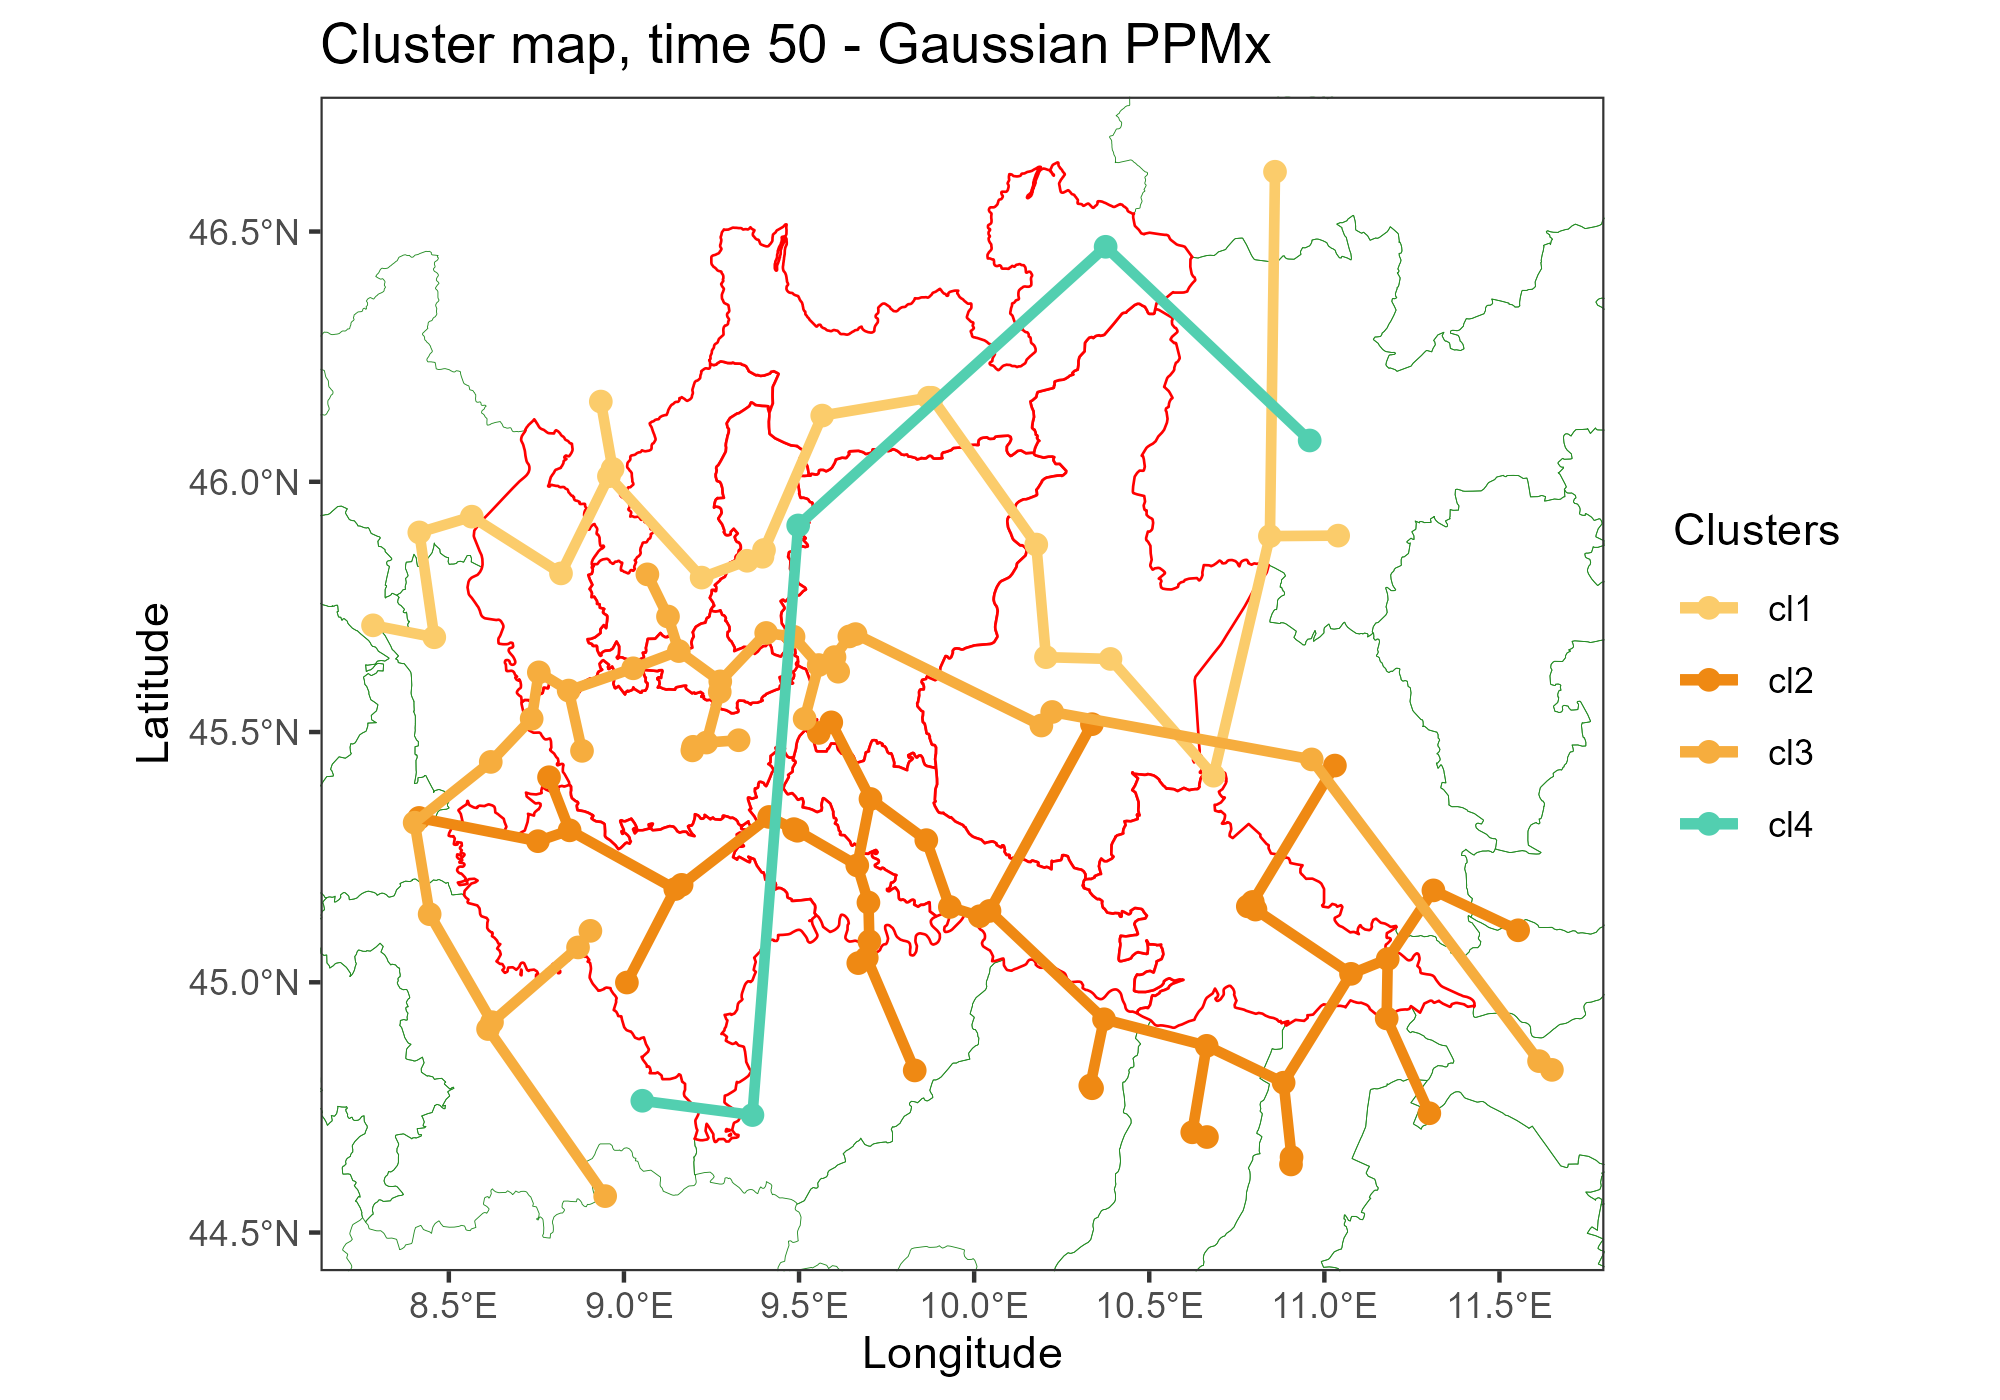 Cluster map, time 50 - Gaussian PPMx
46.5°N
46.0°N
45.5°N
45.0°N
44.5°N
Latitude
8.5°E
9.0°E
9.5°E
10.0°E
10.5°E
11.0°E
11.5°E
Longitude
Clusters
cl1
cl2
cl3
cl4